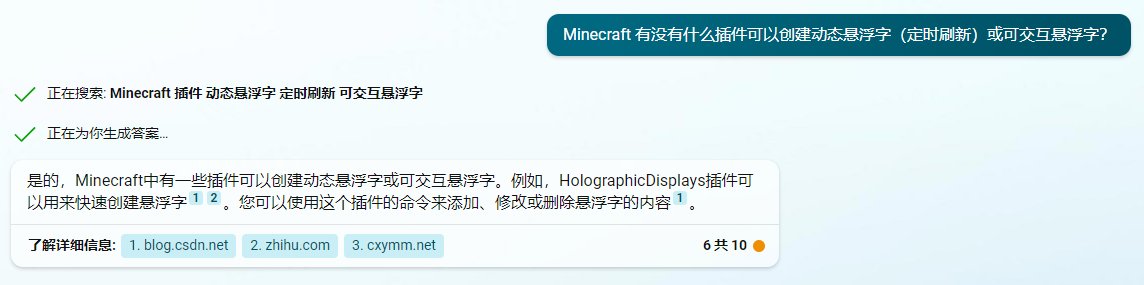 Minecraft 有没有什么插件可以创建动态悬浮字（定时刷新）或可交互悬浮字？
正在搜索: Minecraft 插件 动态悬浮字 定时刷新 可交互悬浮字
正在为你生成答案...
是的，Minecraft中有一些插件可以创建动态悬浮字或可交互悬浮字。例如，HolographicDisplays插件可
以用来快速创建悬浮字 1 2 。您可以使用这个插件的命令来添加、修改或删除悬浮字的内容 1 。
了解详细信息: 1. blog.csdn.net 2. zhihu.com 3. cxymm.net 6 共 10